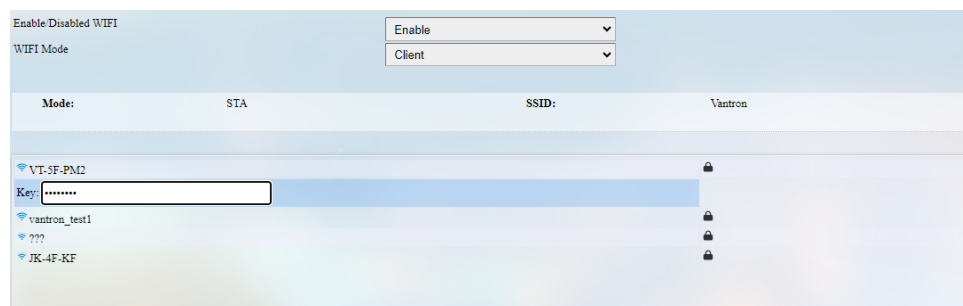 Enable/Disabled WIFI Enable
WIFI Mode Client
Mode: STA SSID: Vantron
VT-5F-PM2
Key: ••••••••
vantron_test1
???
JK-4F-KF